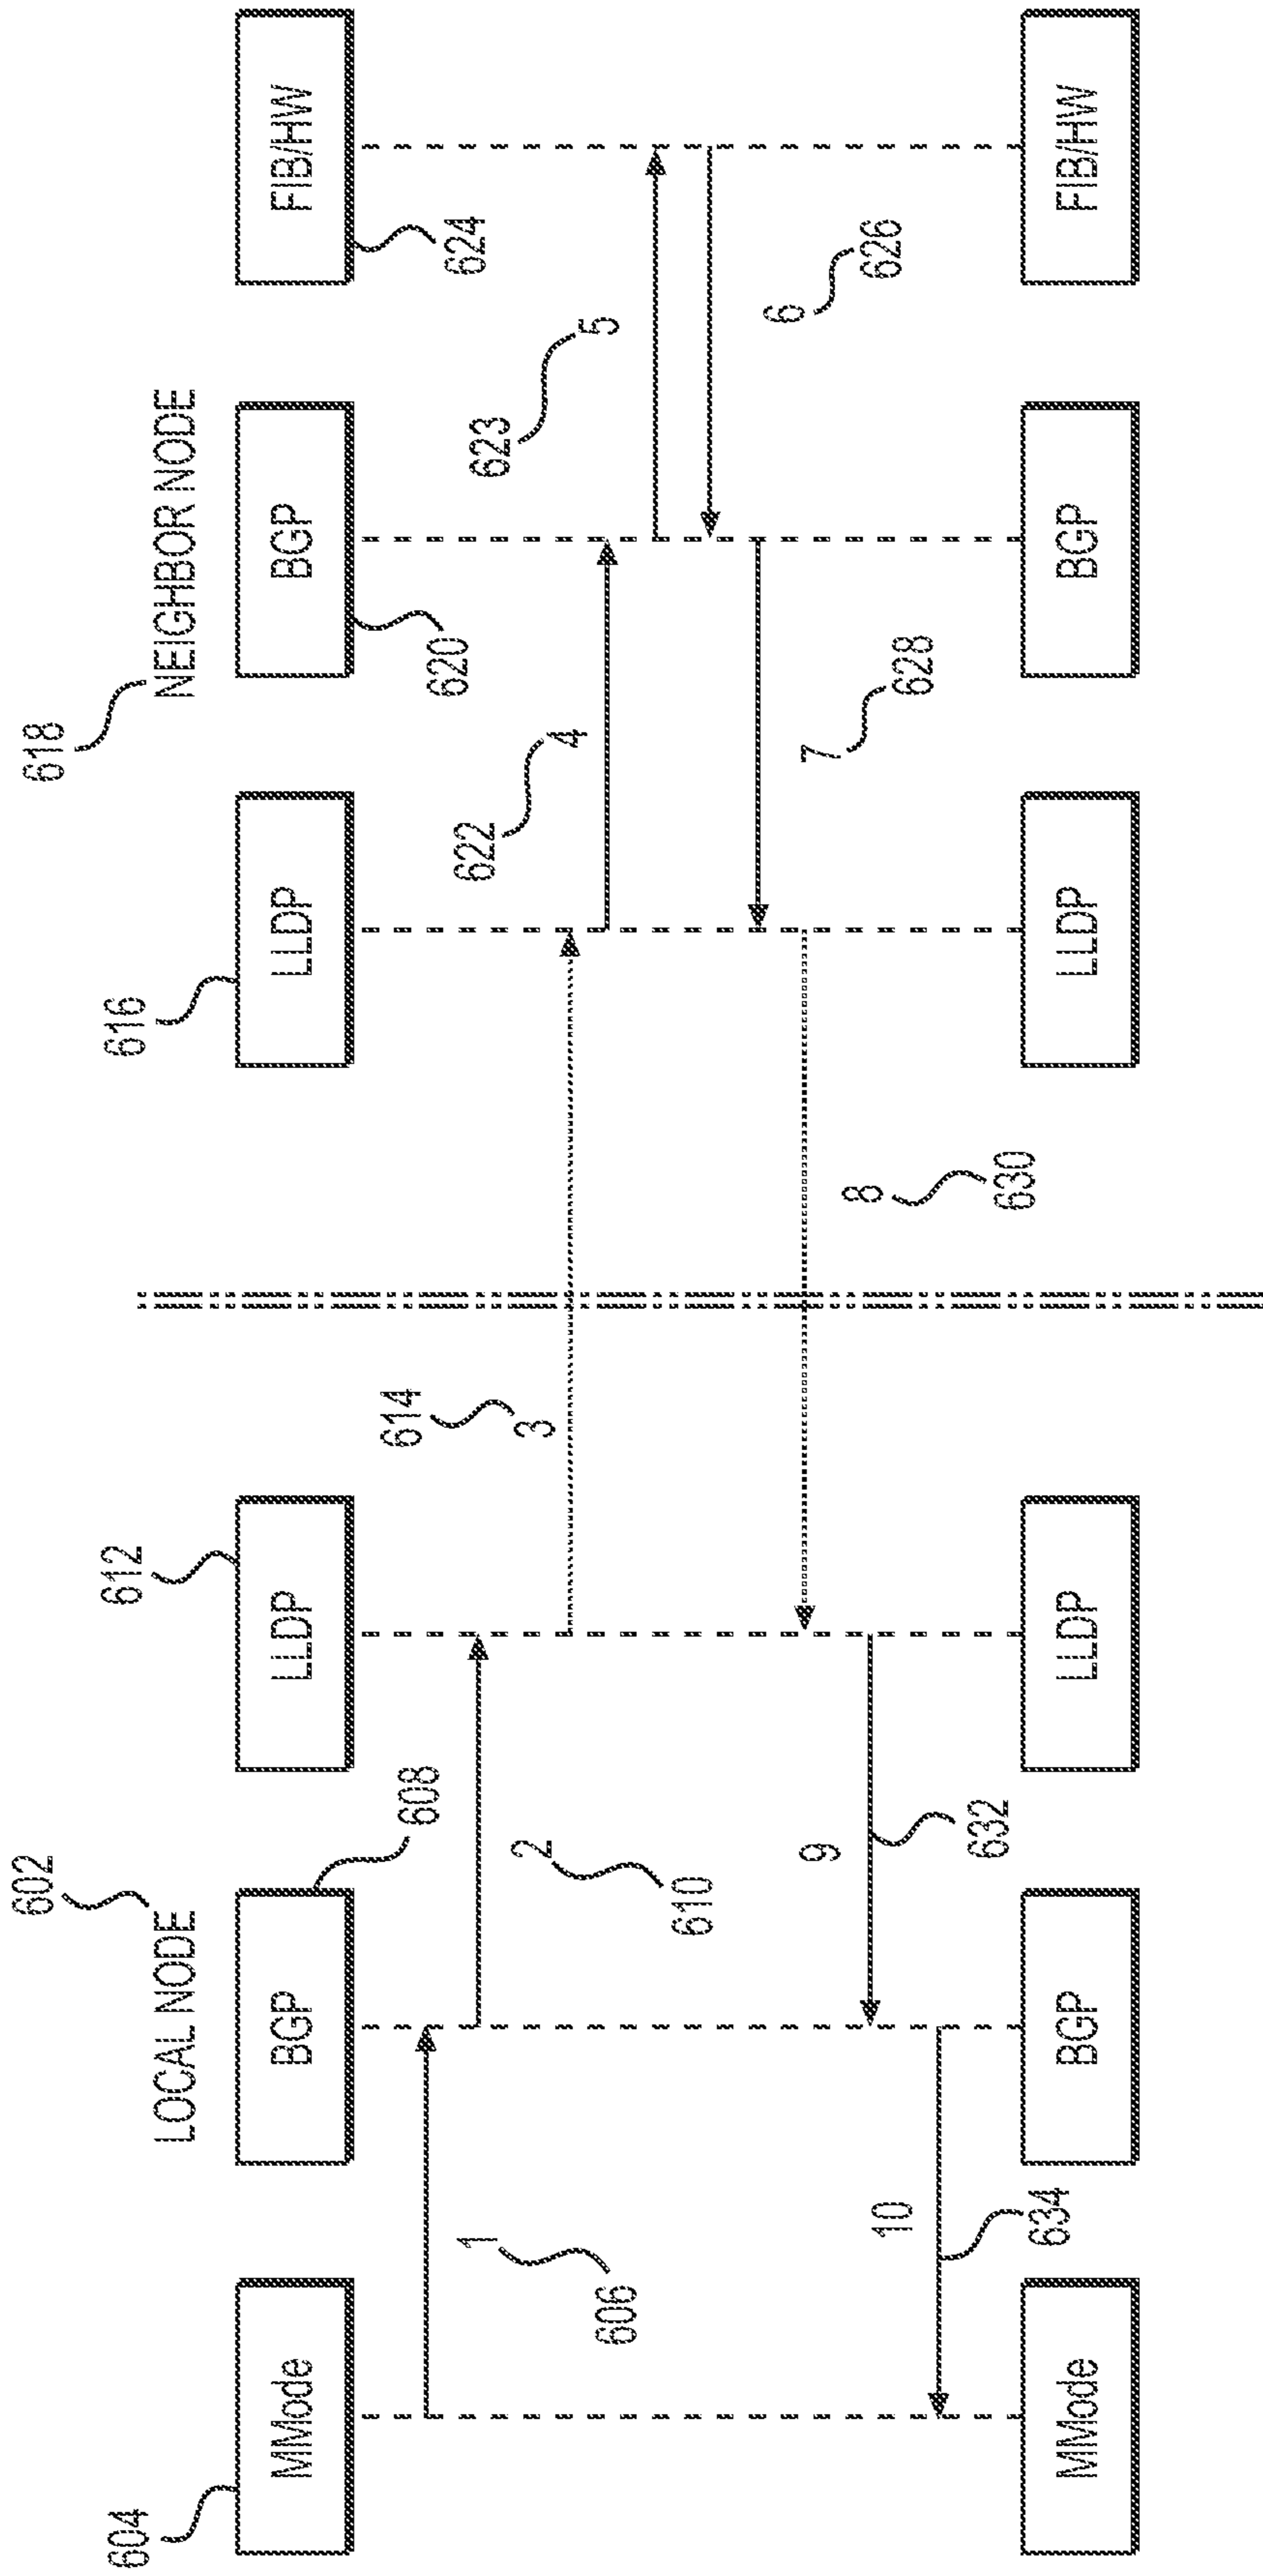 602
LOCAL NODE
618
NEIGHBOR NODE
604
612
616
MMode
BGP
LLDP
LLDP
BGP
FIB/HW
608
620
624
1
606
2
610
614
3
622
4
623
5
6
626
7
628
8
630
9
632
10
634
MMode
BGP
LLDP
LLDP
BGP
FIB/HW